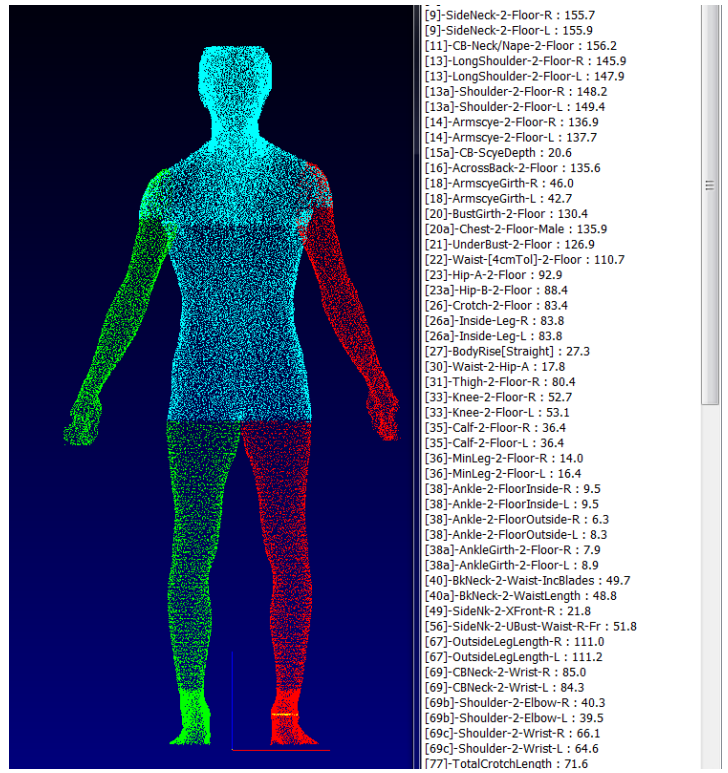 [9]-SideNeck-2-Floor-R : 155.7
[9]-SideNeck-2-Floor-L : 155.9
[11]-CB-Neck/Nape-2-Floor : 156.2
[13]-LongShoulder-2-Floor-R : 145.9
[13]-LongShoulder-2-Floor-L : 147.9
[13a]-Shoulder-2-Floor-R : 148.2
[13a]-Shoulder-2-Floor-L : 149.4
[14]-Armscye-2-Floor-R : 136.9
[14]-Armscye-2-Floor-L : 137.7
[15a]-CB-ScyeDepth : 20.6
[16]-AcrossBack-2-Floor : 135.6
[18]-ArmscyeGirth-R : 46.0
[18]-ArmscyeGirth-L : 42.7
[20]-BustGirth-2-Floor : 130.4
[20a]-Chest-2-Floor-Male : 135.9
[21]-UnderBust-2-Floor : 126.9
[22]-Waist-[4cmTol]-2-Floor : 110.7
[23]-Hip-A-2-Floor : 92.9
[23a]-Hip-B-2-Floor : 88.4
[26]-Crotch-2-Floor : 83.4
[26a]-Inside-Leg-R : 83.8
[26a]-Inside-Leg-L : 83.8
[27]-BodyRise[Straight] : 27.3
[30]-Waist-2-Hip-A : 17.8
[31]-Thigh-2-Floor-R : 80.4
[33]-Knee-2-Floor-R : 52.7
[33]-Knee-2-Floor-L : 53.1
[35]-Calf-2-Floor-R : 36.4
[35]-Calf-2-Floor-L : 36.4
[36]-MinLeg-2-Floor-R : 14.0
[36]-MinLeg-2-Floor-L : 16.4
[38]-Ankle-2-FloorInside-R : 9.5
[38]-Ankle-2-FloorInside-L : 9.5
[38]-Ankle-2-FloorOutside-R : 6.3
[38]-Ankle-2-FloorOutside-L : 8.3
[38a]-AnkleGirth-2-Floor-R : 7.9
[38a]-AnkleGirth-2-Floor-L : 8.9
[40]-BkNeck-2-Waist-IncBlades : 49.7
[40a]-BkNeck-2-WaistLength : 48.8
[49]-SideNk-2-XFront-R : 21.8
[56]-SideNk-2-UBust-Waist-R-Fr : 51.8
[67]-OutsideLegLength-R : 111.0
[67]-OutsideLegLength-L : 111.2
[69]-CBNeck-2-Wrist-R : 85.0
[69]-CBNeck-2-Wrist-L : 84.3
[69b]-Shoulder-2-Elbow-R : 40.3
[69b]-Shoulder-2-Elbow-L : 39.5
[69c]-Shoulder-2-Wrist-R : 66.1
[69c]-Shoulder-2-Wrist-L : 64.6
[77]-TotalCrotchLength : 71.6